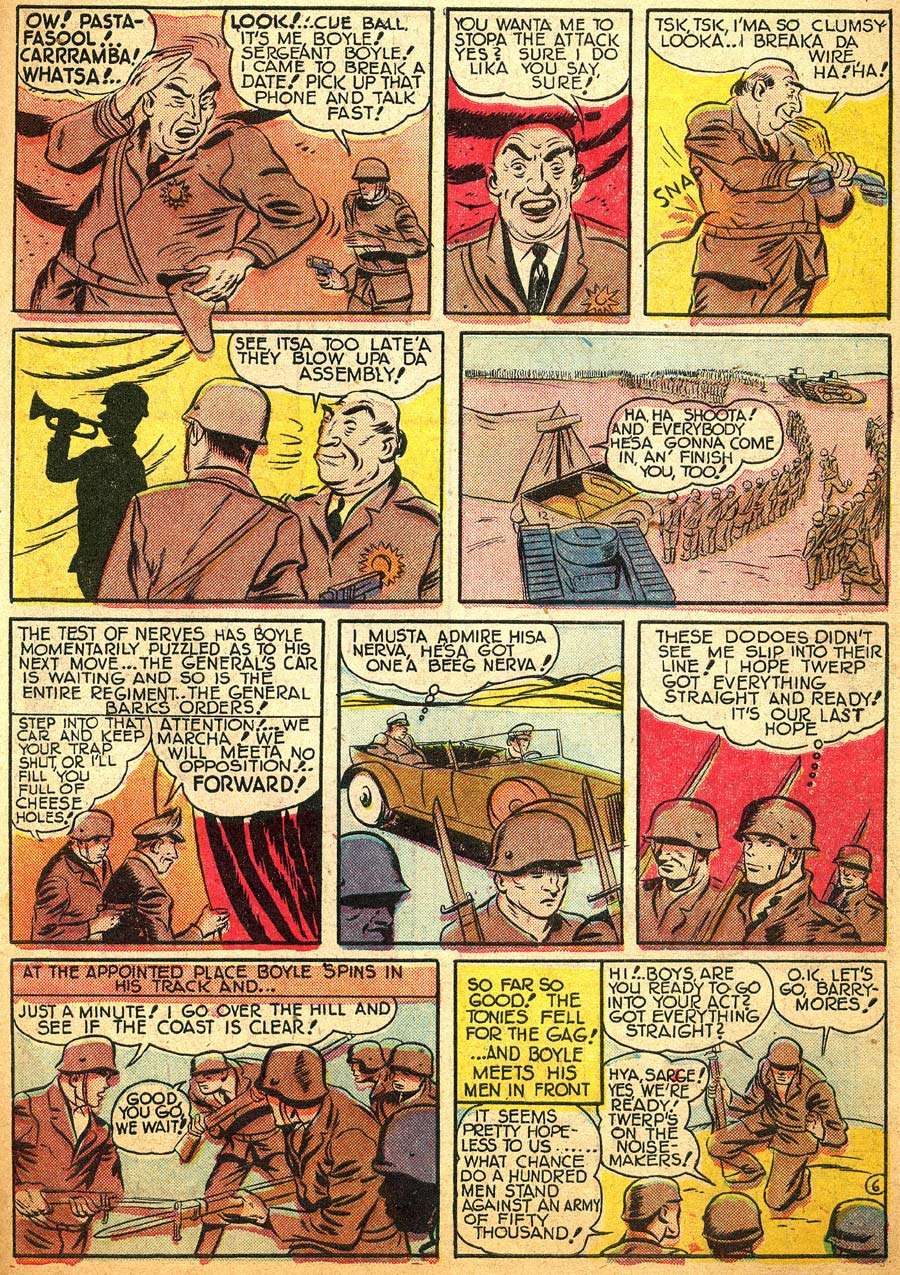 OW! PASTA-
FASOOL!
CARRRAMBA!
WHATSA!..
LOOK!..CUE BALL.
IT'S ME, BOYLE!
SERGEANT BOYLE!
I CAME TO BREAK A
DATE! PICK UP THAT
PHONE AND TALK
FAST!
YOU WANTA ME TO
STOPA THE ATTACK
YES? SURE I DO
LIKA YOU SAY,
SURE!
TSK, TSK, I'MA SO CLUMSY
LOOKA...I BREAKA DA
WIRE,
HA! HA!
SNAP
SEE, ITSA TOO LATE'A
THEY BLOW UPA DA
ASSEMBLY!
HA, HA SHOOTA!
AND EVERYBODY
HESA GONNA COME
IN, AN' FINISH
YOU, TOO!
THE TEST OF NERVES HAS BOYLE
MOMENTARILY PUZZLED AS TO HIS
NEXT MOVE...THE GENERAL'S CAR
IS WAITING AND SO IS THE
ENTIRE REGIMENT..THE GENERAL
BARKS ORDERS!
STEP INTO THAT
CAR AND KEEP
YOUR TRAP
SHUT, OR I'LL
FILL YOU
FULL OF
CHEESE
HOLES!
ATTENTION!...WE
MARCHA! WE
WILL MEETA NO
OPPOSITION!..
FORWARD!
I MUSTA ADMIRE HISA
NERVA, HE'SA GOT
ONE'A BEEG NERVA!
THESE DODOES DIDN'T
SEE ME SLIP INTO THEIR
LINE! I HOPE TWERP
GOT EVERYTHING
STRAIGHT AND READY!
IT'S OUR LAST
HOPE
AT THE APPOINTED PLACE BOYLE SPINS IN
HIS TRACK AND...
JUST A MINUTE! I GO OVER THE HILL AND
SEE IF THE COAST IS CLEAR!
GOOD,
YOU GO,
WE WAIT!
SO FAR SO
GOOD! THE
TONIES FELL
FOR THE GAG!
...AND BOYLE
MEETS HIS
MEN IN FRONT
HI!..BOYS, ARE
YOU READY TO GO
INTO YOUR ACT?
GOT EVERYTHING
STRAIGHT?
O.K. LET'S
GO, BARRY-
MORES!
HYA, SARGE!
YES WE'RE
READY!
TWERP'S
ON THE
NOISE-
MAKERS!
IT SEEMS
PRETTY HOPE-
LESS TO US......
WHAT CHANCE
DO A HUNDRED
MEN STAND
AGAINST AN ARMY
OF FIFTY
THOUSAND!
6